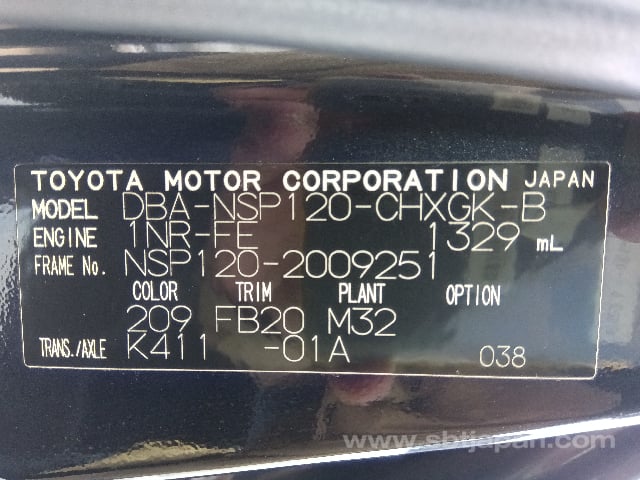 TOYOTA MOTOR CORPORATION JAPAN
MODEL DBA-NSP120-CHXGK-B
ENGINE 1NR-FE 1329 mL
FRAME No. NSP120-2009251
COLOR TRIM PLANT OPTION
209 FB20 M32
TRANS./AXLE K411 -01A 038
www.sbtjapan.com